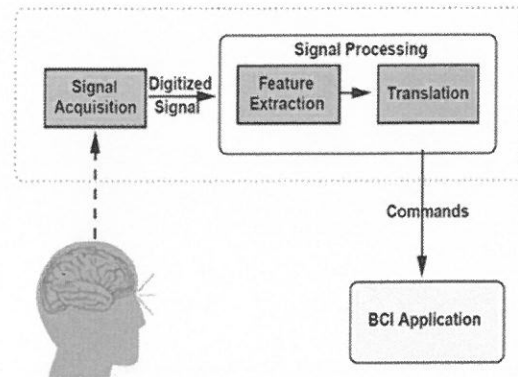 Signal Processing
Signal
Acquisition
Digitized
Signal
Feature
Extraction
Translation
Commands
BCI Application